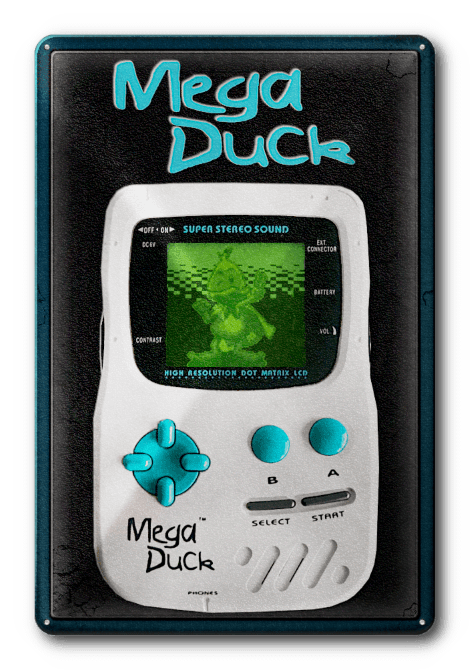 Mega
Duck
◄OFF • ON► SUPER STEREO SOUND
DC6V
EXT
CONNECTOR
BATTERY
VOL.
CONTRAST
HIGH RESOLUTION DOT MATRIX LCD
B
A
SELECT
START
Mega™
Duck
PHONES